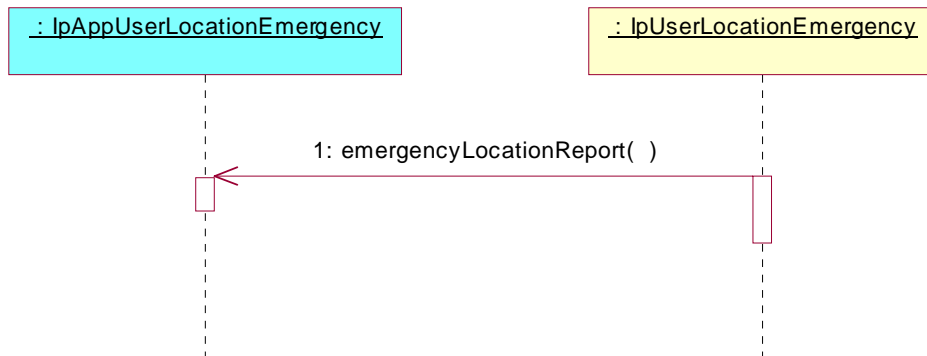 : IpAppUserLocationEmergency
: IpUserLocationEmergency
1: emergencyLocationReport( )